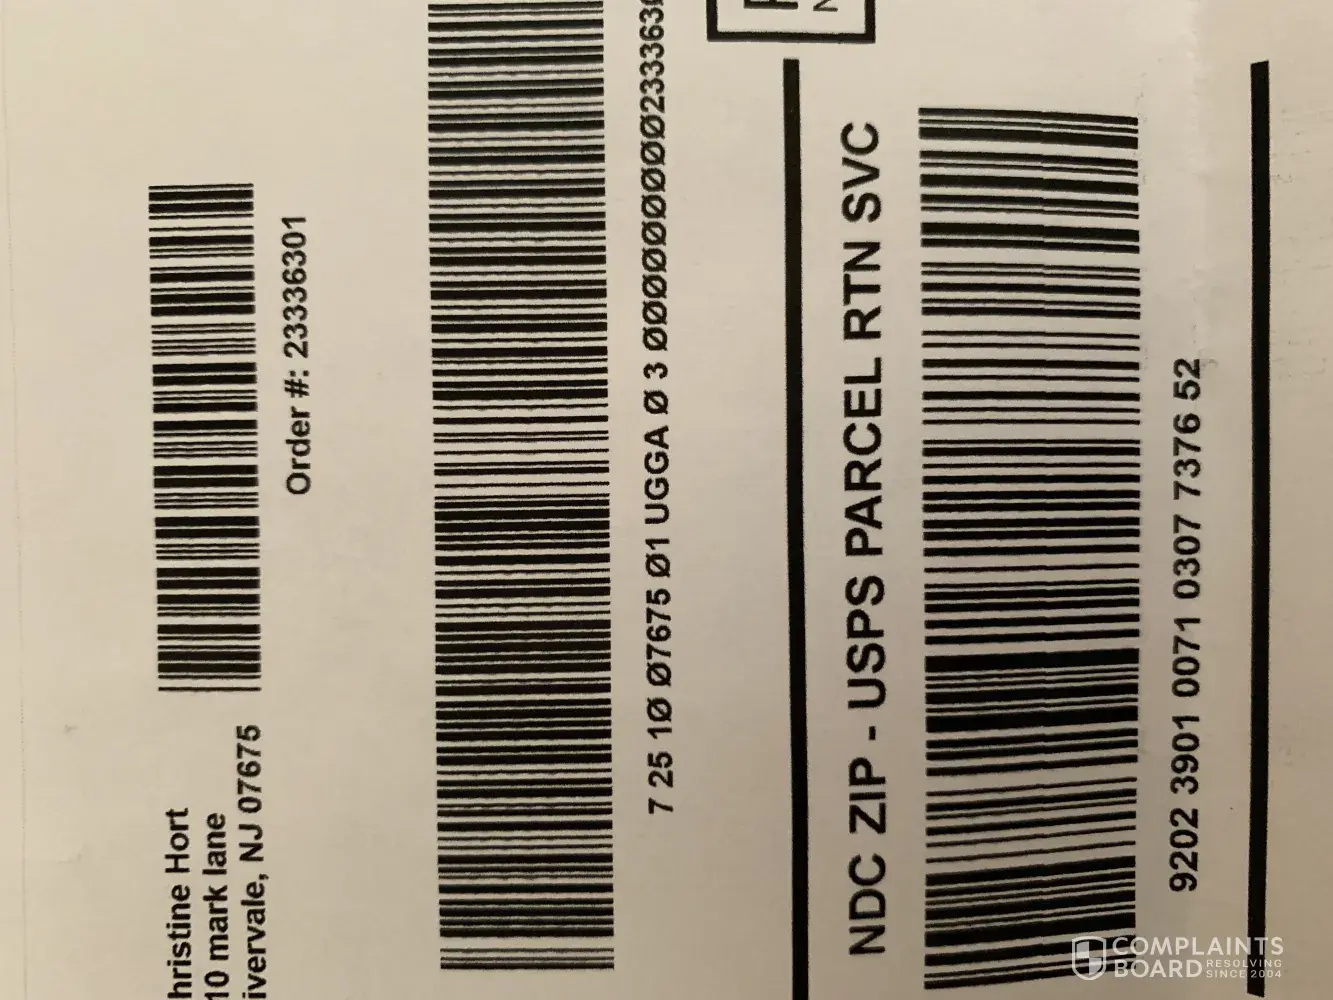 hristine Hort
10 mark lane
ivervale, NJ 07675
Order #: 23336301
7 25 1Ø Ø7675 Ø1 UGGA Ø 3 ØØØØØØØØØØ233363
NDC ZIP - USPS PARCEL RTN SVC
9202 3901 0071 0307 7376 52
COMPLAINTS
BOARD RESOLVING
SINCE 2004